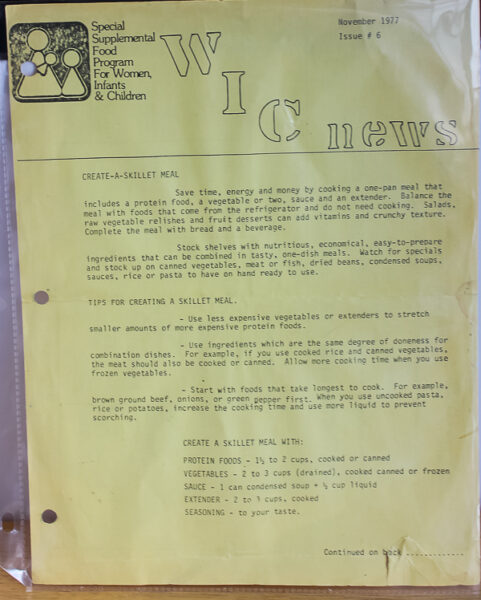 Special
Supplemental
Food
Program
For Women,
Infants
& Children
November 1977
Issue # 6
WIC news
CREATE-A-SKILLET MEAL
Save time, energy and money by cooking a one-pan meal that
includes a protein food, a vegetable or two, sauce and an extender. Balance the
meal with foods that come from the refrigerator and do not need cooking. Salads,
raw vegetable relishes and fruit desserts can add vitamins and crunchy texture.
Complete the meal with bread and a beverage.
Stock shelves with nutritious, economical, easy-to-prepare
ingredients that can be combined in tasty, one-dish meals. Watch for specials
and stock up on canned vegetables, meat or fish, dried beans, condensed soups,
sauces, rice or pasta to have on hand ready to use.
TIPS FOR CREATING A SKILLET MEAL.
- Use less expensive vegetables or extenders to stretch
smaller amounts of more expensive protein foods.
- Use ingredients which are the same degree of doneness for
combination dishes. For example, if you use cooked rice and canned vegetables,
the meat should also be cooked or canned. Allow more cooking time when you use
frozen vegetables.
- Start with foods that take longest to cook. For example,
brown ground beef, onions, or green pepper first. When you use uncooked pasta,
rice or potatoes, increase the cooking time and use more liquid to prevent
scorching.
CREATE A SKILLET MEAL WITH:
PROTEIN FOODS - 1½ to 2 cups, cooked or canned
VEGETABLES - 2 to 3 cups (drained), cooked canned or frozen
SAUCE - 1 can condensed soup + ½ cup liquid
EXTENDER - 2 to 3 cups, cooked
SEASONING - to your taste.
Continued on back ............